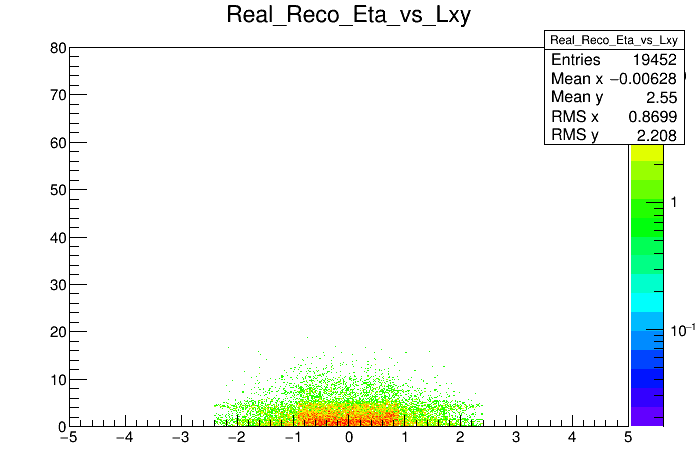 Real_Reco_Eta_vs_Lxy
Real_Reco_Eta_vs_Lxy
Entries 19452
Mean x −0.00628
Mean y 2.55
RMS x 0.8699
RMS y 2.208
80
70
60
50
40
30
20
10
0
1
10⁻¹
−5 −4 −3 −2 −1 0 1 2 3 4 5